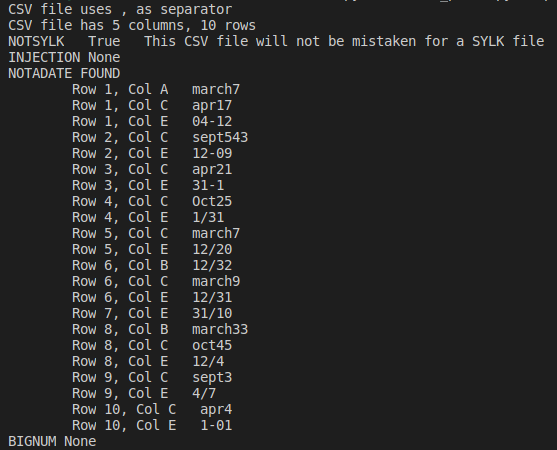 CSV file uses , as separator
CSV file has 5 columns, 10 rows
NOTSYLK   True   This CSV file will not be mistaken for a SYLK file
INJECTION None
NOTADATE FOUND
        Row 1, Col A   march7
        Row 1, Col C   apr17
        Row 1, Col E   04-12
        Row 2, Col C   sept543
        Row 2, Col E   12-09
        Row 3, Col C   apr21
        Row 3, Col E   31-1
        Row 4, Col C   Oct25
        Row 4, Col E   1/31
        Row 5, Col C   march7
        Row 5, Col E   12/20
        Row 6, Col B   12/32
        Row 6, Col C   march9
        Row 6, Col E   12/31
        Row 7, Col E   31/10
        Row 8, Col B   march33
        Row 8, Col C   oct45
        Row 8, Col E   12/4
        Row 9, Col C   sept3
        Row 9, Col E   4/7
        Row 10, Col C   apr4
        Row 10, Col E   1-01
BIGNUM None